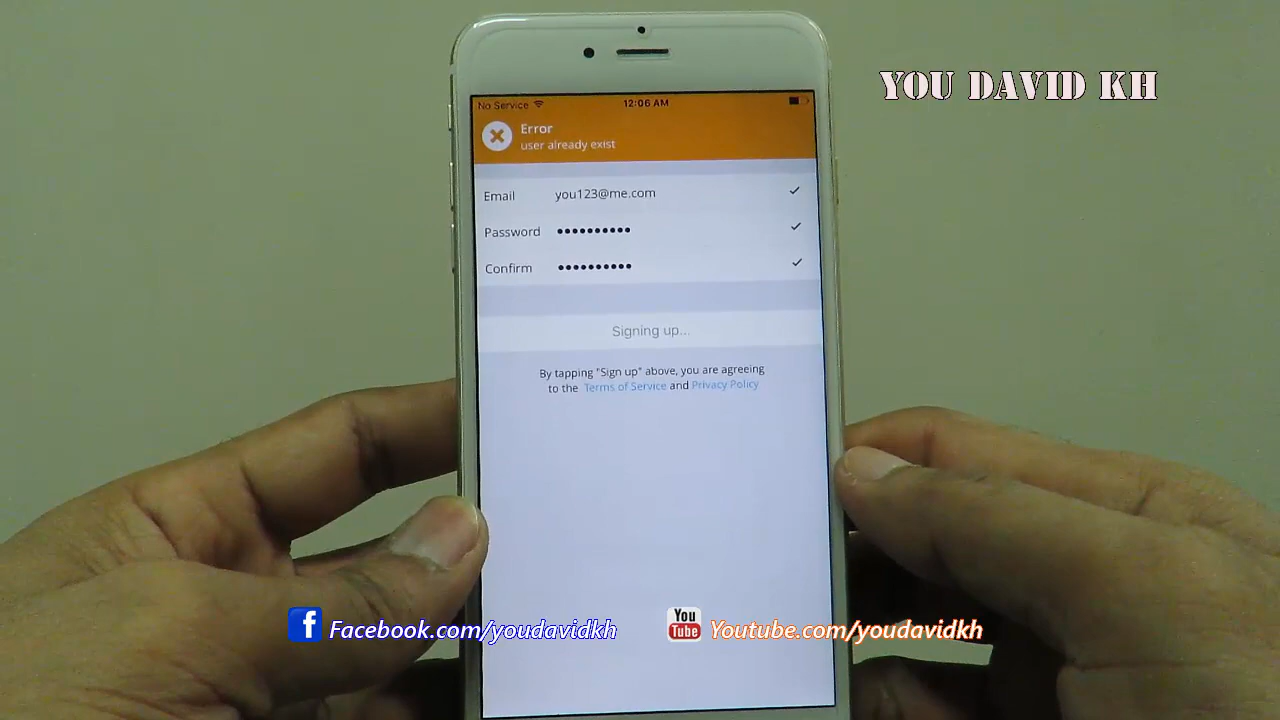 YOU DAVID KH
No Service 12:06 AM
Error
user already exist
Email you123@me.com
Password ••••••••••
Confirm ••••••••••
Signing up...
By tapping "Sign up" above, you are agreeing
to the Terms of Service and Privacy Policy
f Facebook.com/youdavidkh
You Tube Youtube.com/youdavidkh